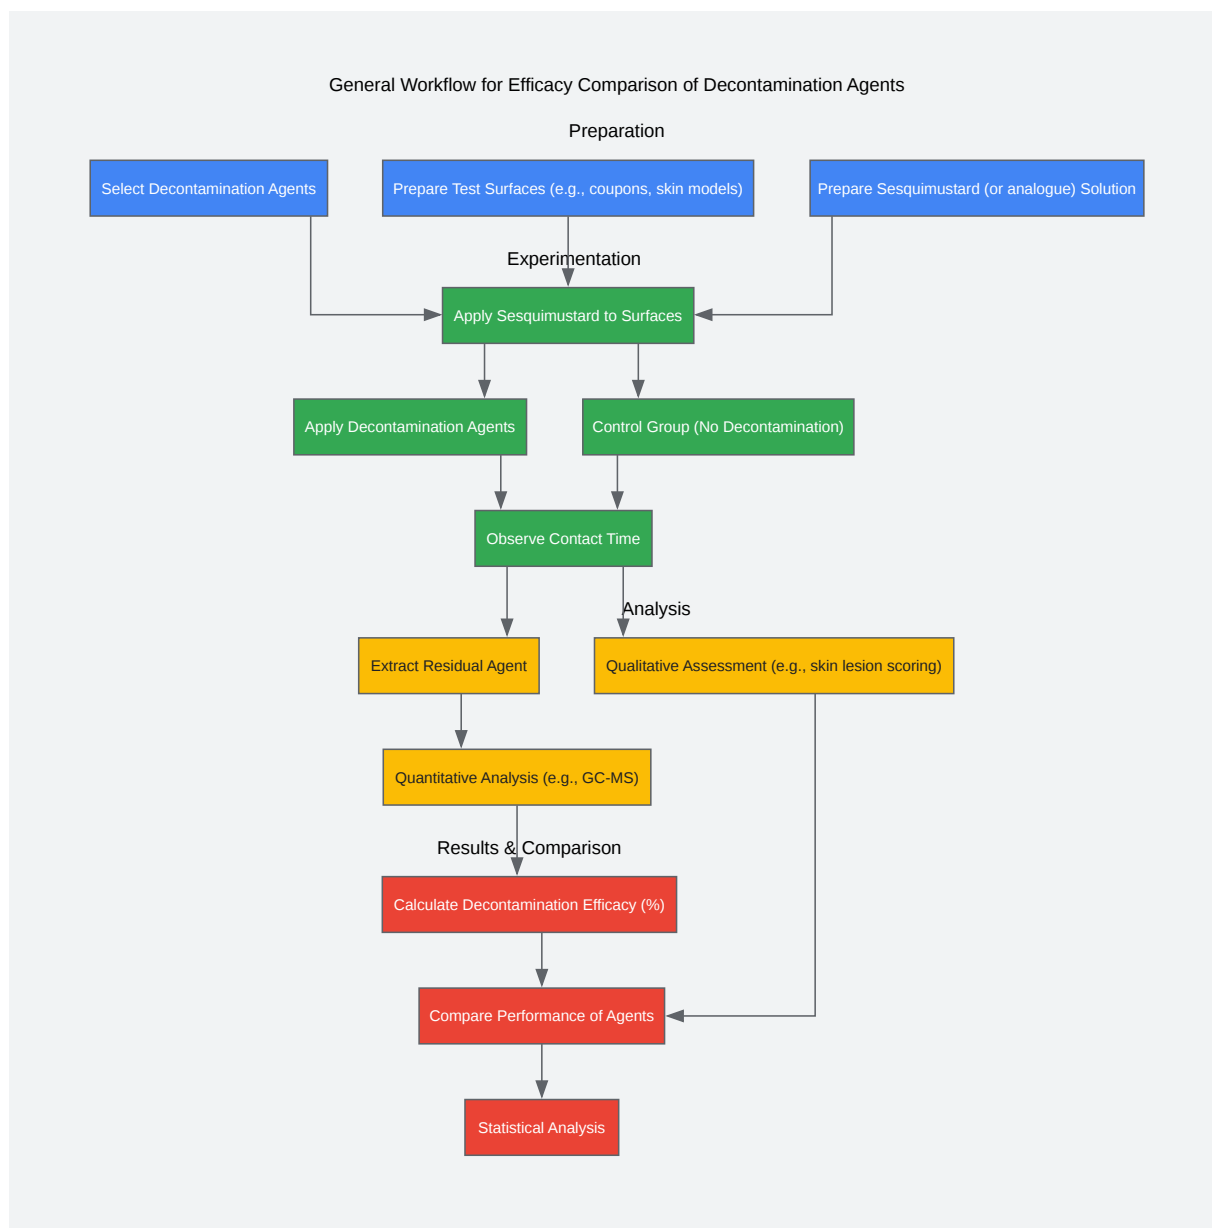 General Workflow for Efficacy Comparison of Decontamination Agents
Preparation
Select Decontamination Agents
Prepare Test Surfaces (e.g., coupons, skin models)
Prepare Sesquimustard (or analogue) Solution
Experimentation
Apply Sesquimustard to Surfaces
Apply Decontamination Agents
Control Group (No Decontamination)
Observe Contact Time
Analysis
Extract Residual Agent
Qualitative Assessment (e.g., skin lesion scoring)
Quantitative Analysis (e.g., GC-MS)
Results & Comparison
Calculate Decontamination Efficacy (%)
Compare Performance of Agents
Statistical Analysis